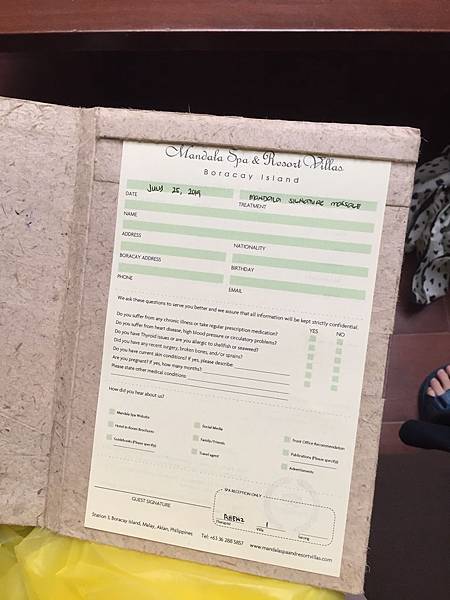 Mandala Spa & Resort Villas
Boracay Island
July 25, 2019 MANDALA SIGNATURE MASSAGE
DATE TREATMENT
NAME
ADDRESS NATIONALITY
BORACAY ADDRESS BIRTHDAY
PHONE EMAIL
We ask these questions to serve you better and we assure that all information will be kept strictly confidential.
YES NO
Do you suffer from any chronic illness or take regular prescription medication?
Do you suffer from heart disease, high blood pressure or circulatory problems?
Do you have Thyroid issues or are you allergic to shellfish or seaweed?
Did you have any recent surgery, broken bones, and/or sprains?
Do you have current skin conditions? If yes, please describe:
Are you pregnant? If yes, how many months?
Please state other medical conditions:
How did you hear about us?
Mandala Spa Website Social Media Front Office Recommendation
Hotel in-Room Brochures Family/Friends Publications (Please specify)
Guidebooks (Please specify) Travel agent Advertisements
SPA RECEPTION ONLY
1
GUEST SIGNATURE Therapist Villa Serving
Station 3, Boracay Island, Malay, Aklan, Philippines Tel: +63 36 288 5857 www.mandalaspaandresortvillas.com